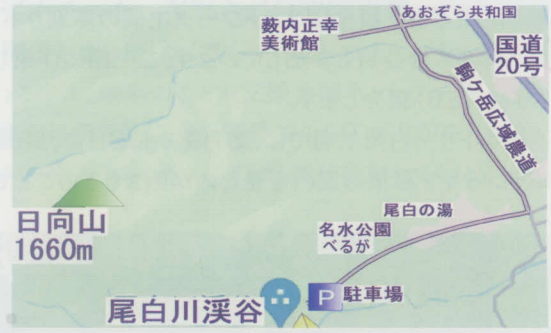 あおぞら共和国
薮内正幸
美術館
国道
20号
駒ケ岳広域農道
日向山
1660m
尾白の湯
名水公園
べるが
P 駐車場
尾白川渓谷